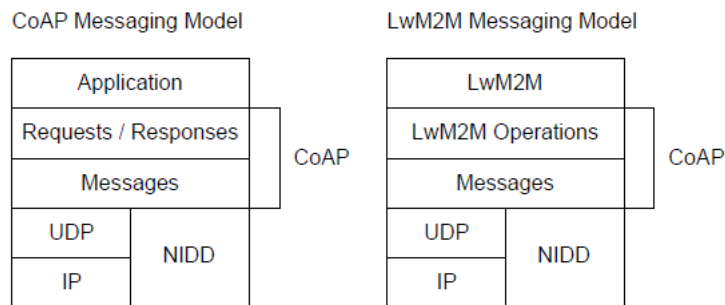 CoAP Messaging Model
Application
Requests / Responses
Messages
CoAP
UDP
NIDD
IP
LwM2M Messaging Model
LwM2M
LwM2M Operations
Messages
CoAP
UDP
NIDD
IP